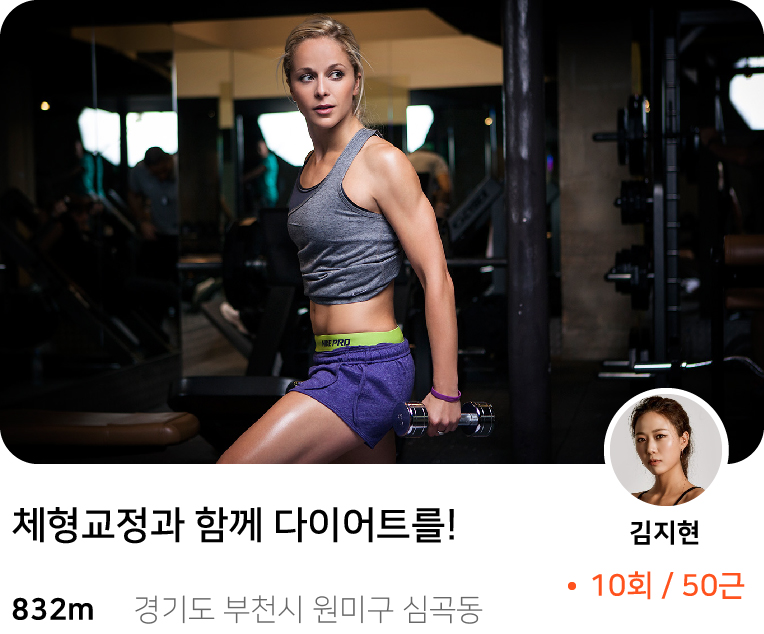 체형교정과 함께 다이어트를!
김지현
• 10회 / 50근
832m
경기도 부천시 원미구 심곡동